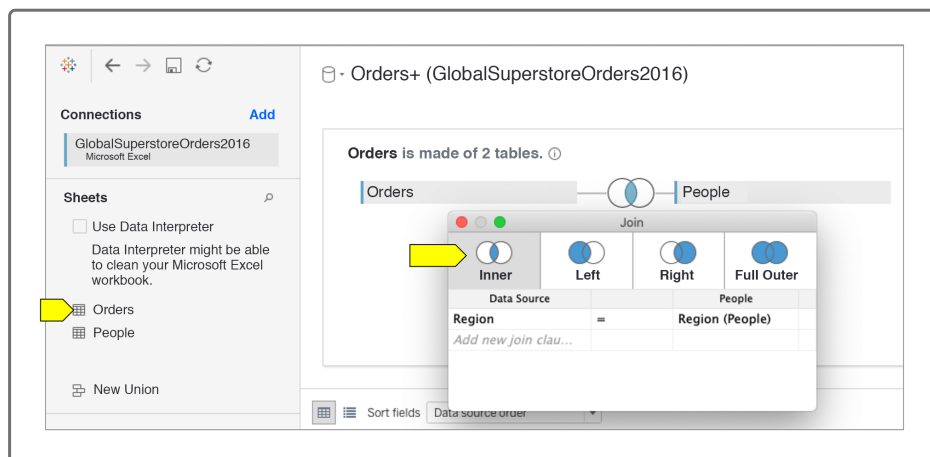 Orders+ (GlobalSuperstoreOrders2016)
Connections Add
GlobalSuperstoreOrders2016
Microsoft Excel
Sheets
Use Data Interpreter
Data Interpreter might be able
to clean your Microsoft Excel
workbook.
Orders
People
New Union
Orders is made of 2 tables.
Orders People
Join
Inner Left Right Full Outer
Data Source People
Region = Region (People)
Add new join clau...
Sort fields Data source order